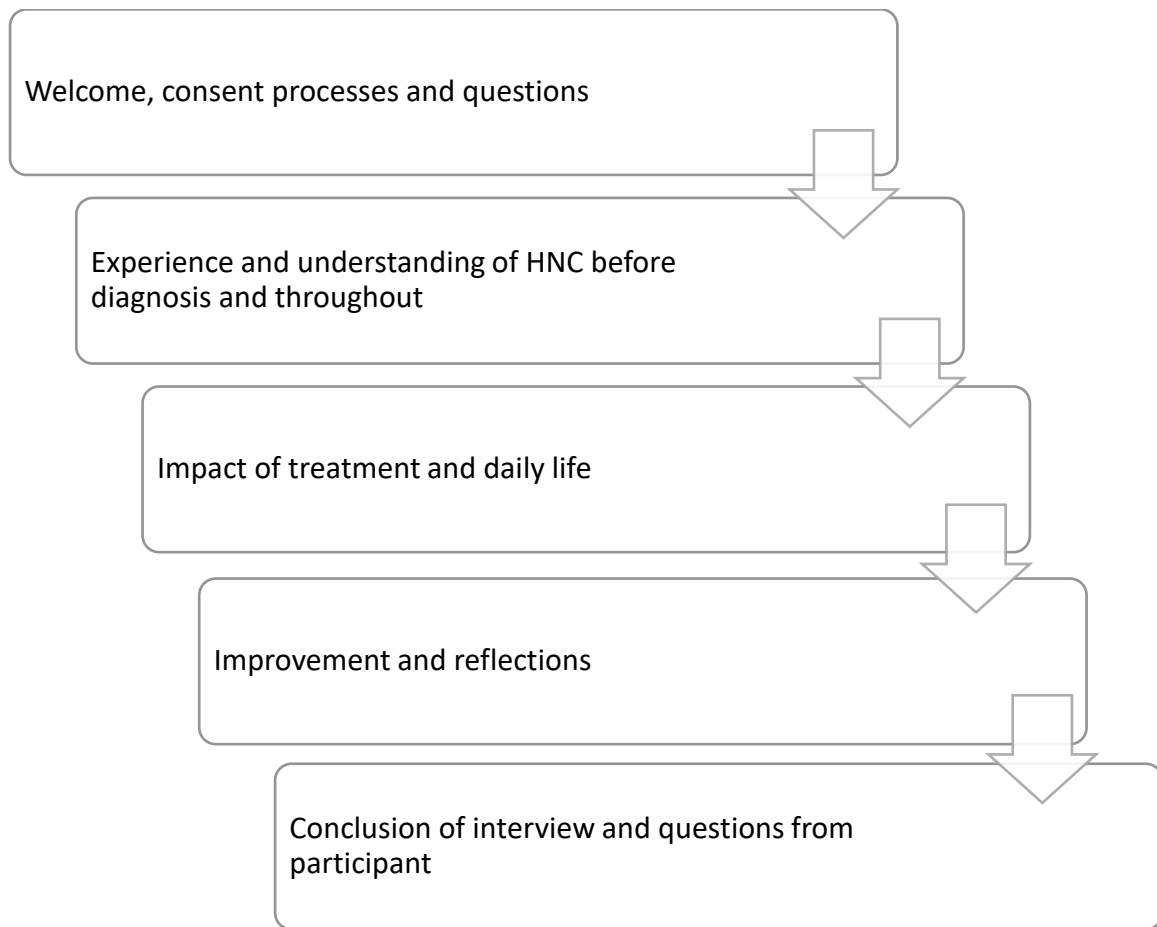 Welcome, consent processes and questions
Experience and understanding of HNC before
diagnosis and throughout
Impact of treatment and daily life
Improvement and reflections
Conclusion of interview and questions from
participant